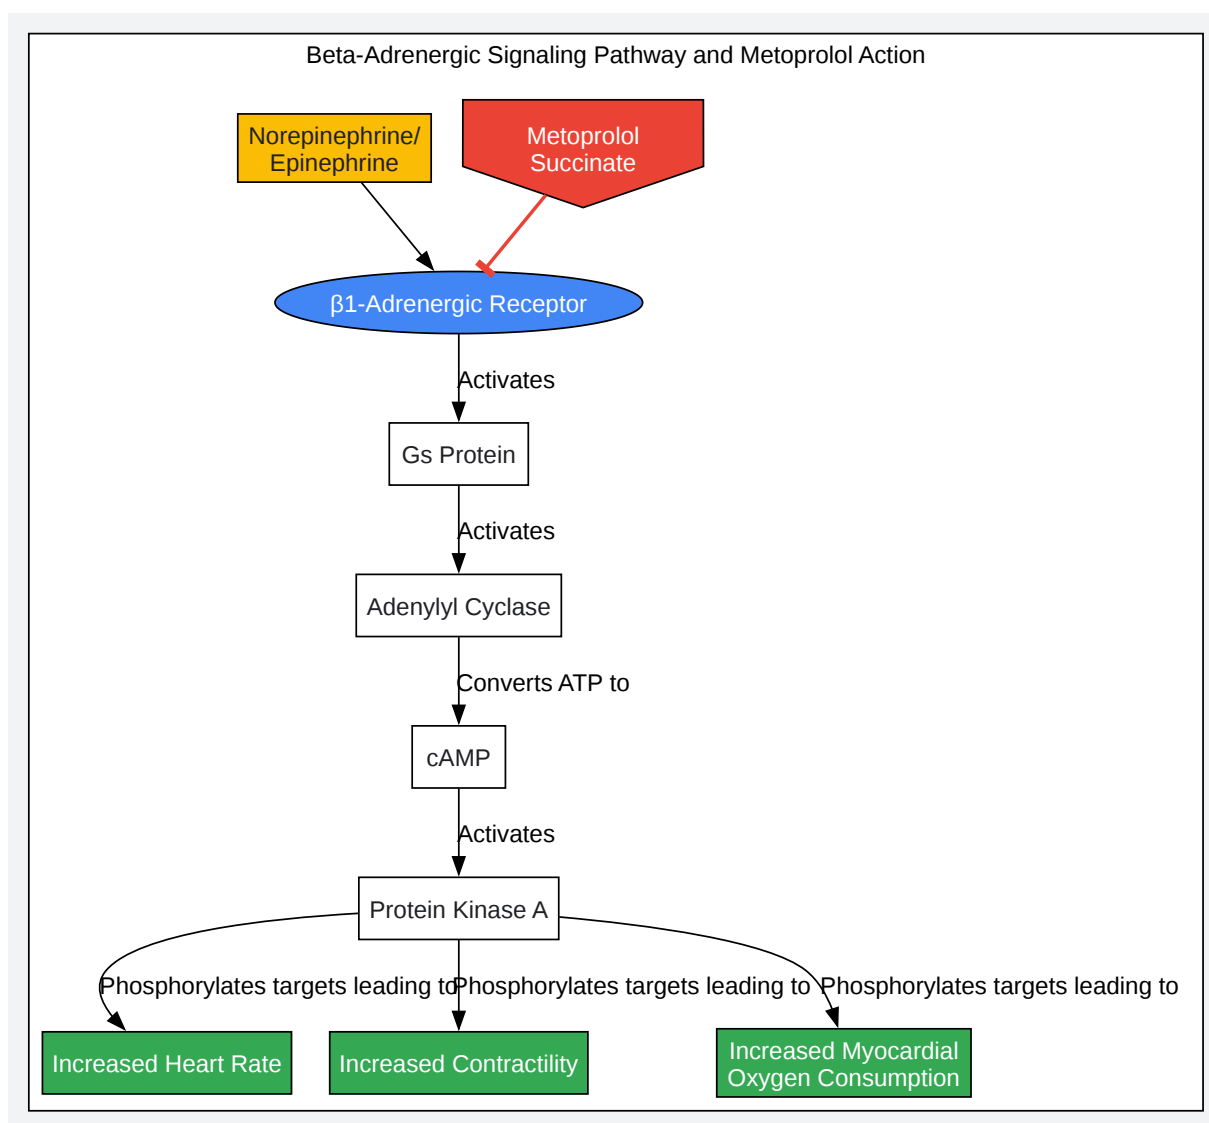 Beta-Adrenergic Signaling Pathway and Metoprolol Action
Norepinephrine/
Epinephrine
Metoprolol
Succinate
β1-Adrenergic Receptor
Activates
Gs Protein
Activates
Adenylyl Cyclase
Converts ATP to
cAMP
Activates
Protein Kinase A
Phosphorylates targets leading to
Phosphorylates targets leading to
Phosphorylates targets leading to
Increased Heart Rate
Increased Contractility
Increased Myocardial
Oxygen Consumption